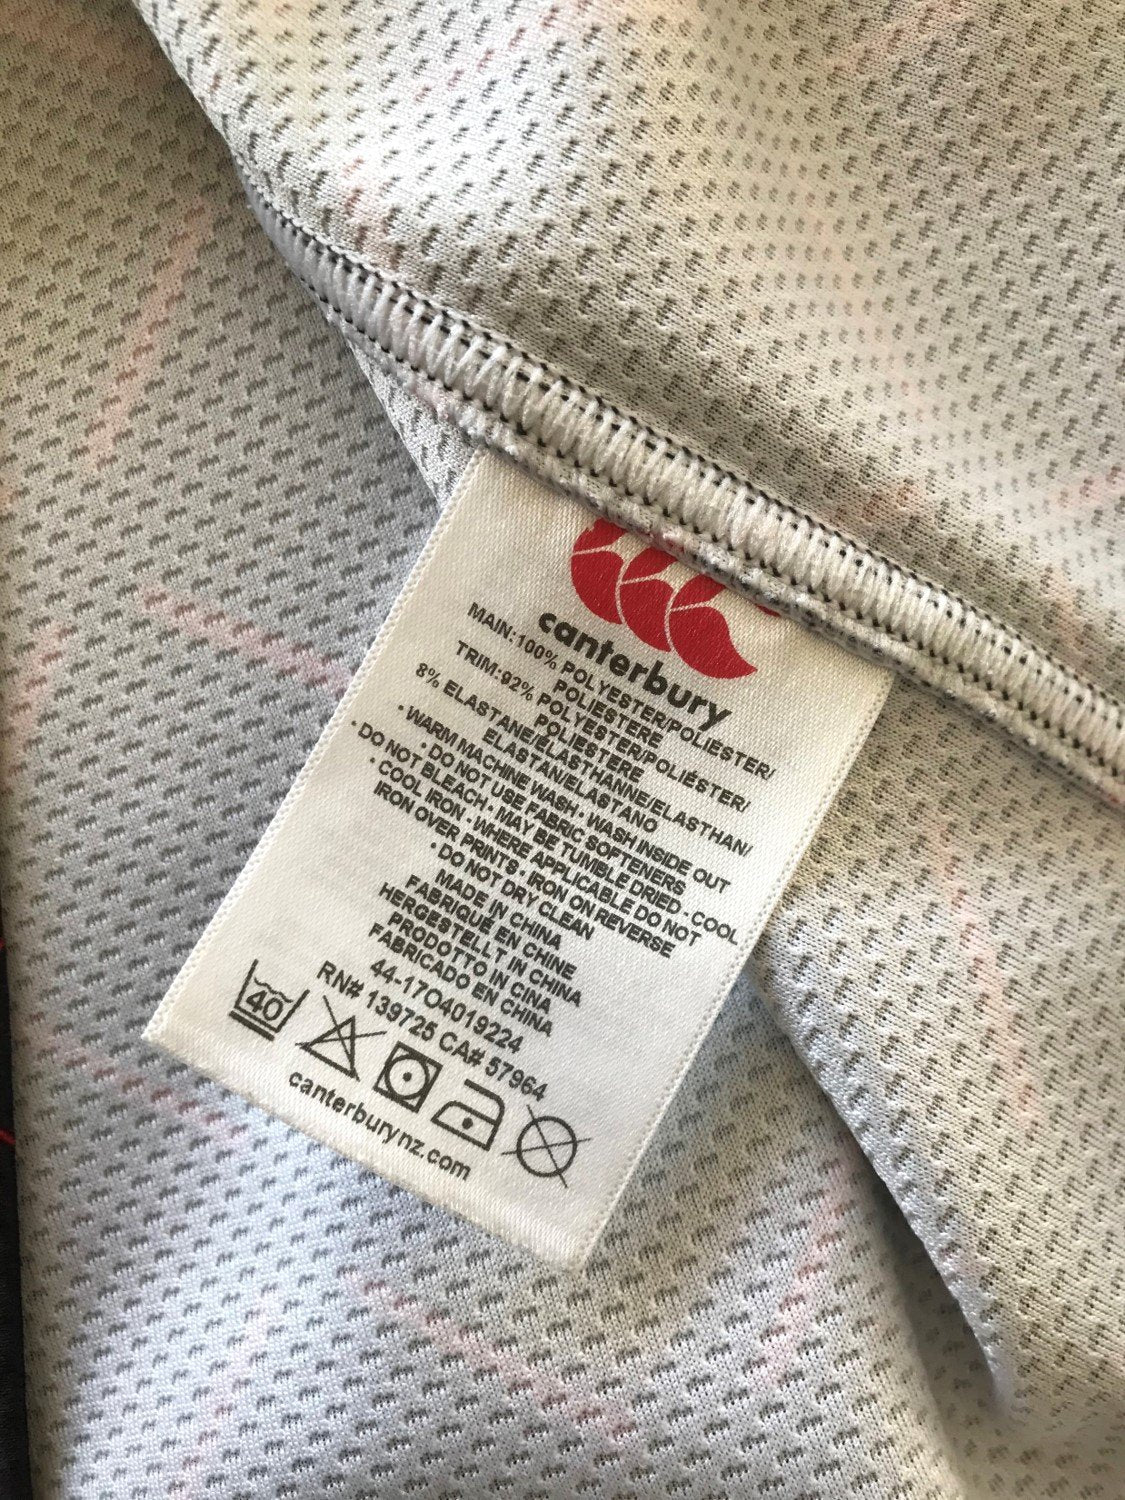 canterbury
MAIN:100% POLYESTER/POLIESTER/
POLIESTERE
TRIM:92% POLYESTER/POLIÉSTER/
POLIESTERE
8% ELASTANE/ELASTHANNE/ELASTHAN/
ELASTAN/ELASTANO
• WARM MACHINE WASH • WASH INSIDE OUT
• DO NOT USE FABRIC SOFTENERS
• DO NOT BLEACH • MAY BE TUMBLE DRIED - COOL
• COOL IRON - WHERE APPLICABLE DO NOT
IRON OVER PRINTS • IRON ON REVERSE
• DO NOT DRY CLEAN
MADE IN CHINA
FABRIQUÉ EN CHINE
HERGESTELLT IN CHINA
PRODOTTO IN CINA
FABRICADO EN CHINA
44-17O4019224
RN# 139725 CA# 57964
40
canterburynz.com